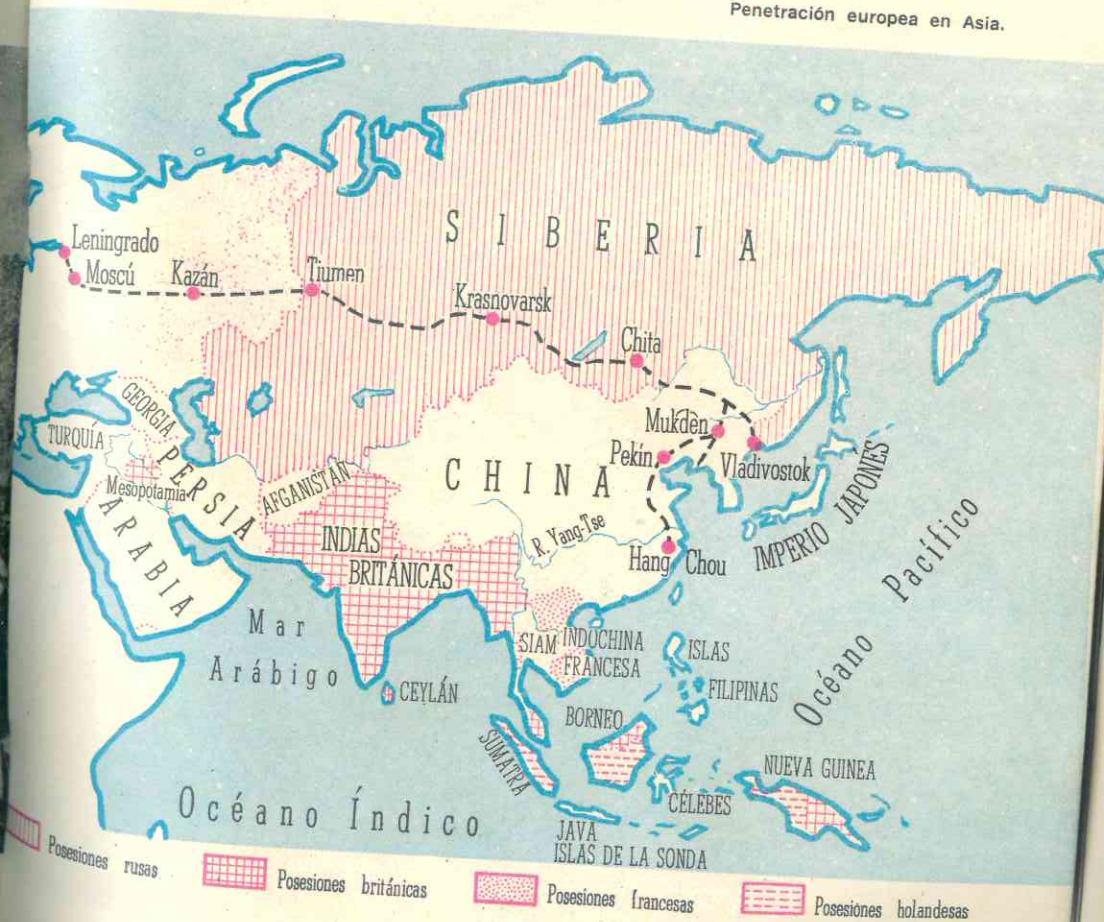 Penetración europea en Asia.
SIBERIA
Leningrado
Moscú
Kazán
Tiumen
Krasnovarsk
Chita
Mukdèn
Pekín
Vladivostok
GEORGIA
TURQUÍA
PERSIA
Mesopotamia
AFGANISTÁN
CHINA
ARABIA
INDIAS
BRITÁNICAS
R. Yang-Tse
Hang Chou
IMPERIO JAPONES
Océano Pacífico
Mar
Arábigo
CEYLÁN
SIAM
INDOCHINA
FRANCESA
ISLAS
FILIPINAS
BORNEO
SUMATRA
CÉLEBES
NUEVA GUINEA
JAVA
ISLAS DE LA SONDA
Océano Índico
Posesiones rusas
Posesiones británicas
Posesiones francesas
Posesiones holandesas